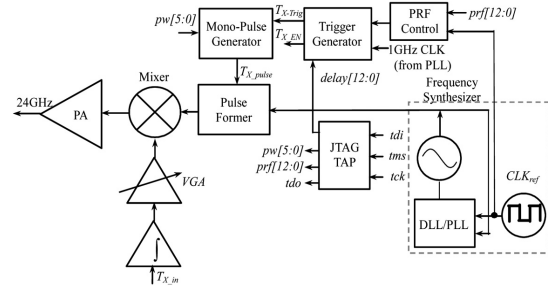 pw[5:0]
Mono-Pulse
Generator
T_X-Trig
T_X_EN
Trigger
Generator
PRF
Control
prf[12:0]
1GHz CLK
(from PLL)
T_X_pulse
delay[12:0]
Frequency
Synthesizer
24GHz
PA
Mixer
Pulse
Former
JTAG
TAP
tdi
tms
tck
pw[5:0]
prf[12:0]
tdo
VGA
CLK_ref
DLL/PLL
∫
T_X_in